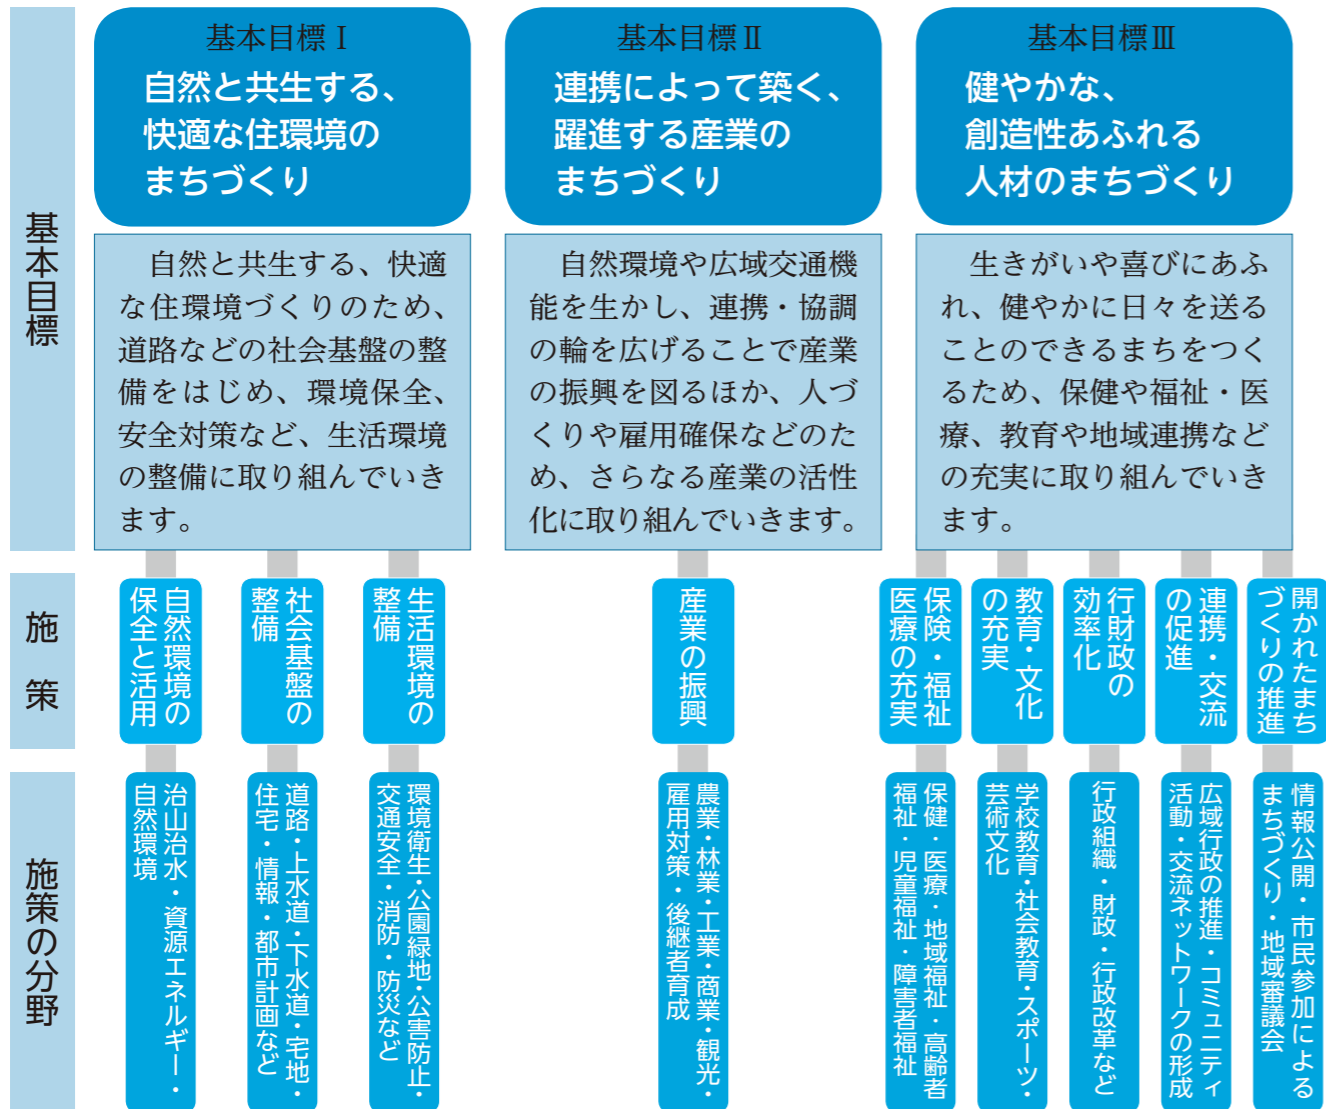 基本目標
基本目標Ⅰ
自然と共生する、
快適な住環境の
まちづくり
自然と共生する、快適
な住環境づくりのため、
道路などの社会基盤の整
備をはじめ、環境保全、
安全対策など、生活環境
の整備に取り組んでいき
ます。
基本目標Ⅱ
連携によって築く、
躍進する産業の
まちづくり
自然環境や広域交通機
能を生かし、連携・協調
の輪を広げることで産業
の振興を図るほか、人づ
くりや雇用確保などのた
め、さらなる産業の活性
化に取り組んでいきます。
基本目標Ⅲ
健やかな、
創造性あふれる
人材のまちづくり
生きがいや喜びにあふ
れ、健やかに日々を送る
ことのできるまちをつく
るため、保健や福祉・医
療、教育や地域連携など
の充実に取り組んでいき
ます。
施策
自然環境の
保全と活用
社会基盤の
整備
生活環境の
整備
産業の振興
保険・福祉
医療の充実
教育・文化
の充実
行財政の
効率化
連携・交流
の促進
開かれたまち
づくりの推進
施策の分野
治山治水・資源エネルギー・
自然環境
道路・上水道・下水道・宅地・
住宅・情報・都市計画など
環境衛生・公園緑地・公害防止・
交通安全・消防・防災など
農業・林業・工業・商業・観光・
雇用対策・後継者育成
保健・医療・地域福祉・高齢者
福祉・児童福祉・障害者福祉
学校教育・社会教育・スポーツ・
芸術文化
行政組織・財政・行政改革など
広域行政の推進・コミュニティ
活動・交流ネットワークの形成
情報公開・市民参加による
まちづくり・地域審議会